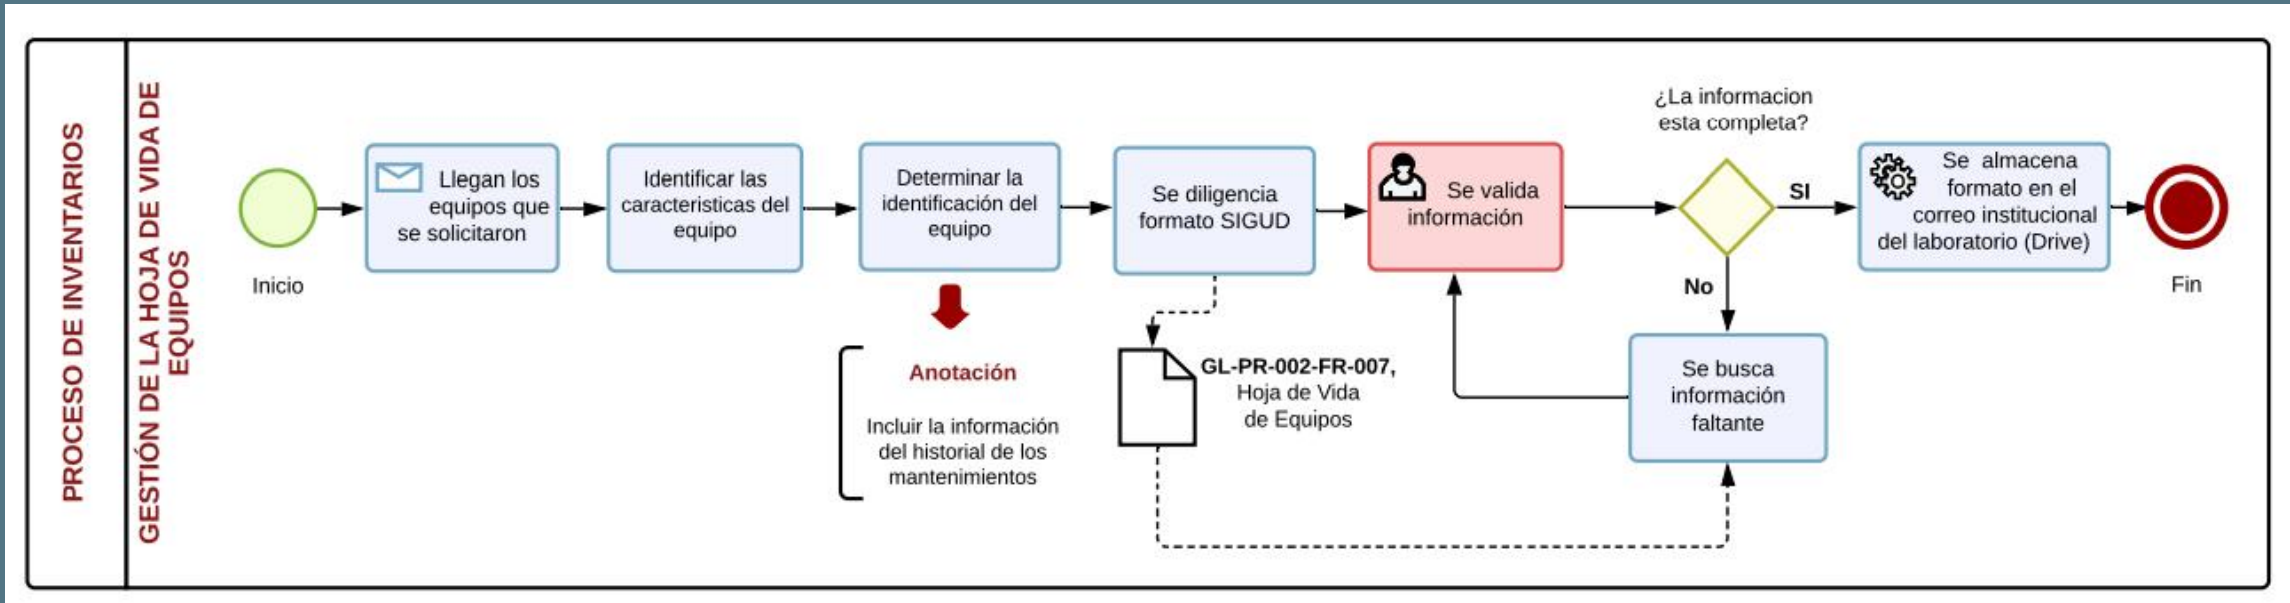 PROCESO DE INVENTARIOS
GESTIÓN DE LA HOJA DE VIDA DE
EQUIPOS
Inicio
Llegan los
equipos que
se solicitaron
Identificar las
caracteristicas del
equipo
Determinar la
identificación del
equipo
Anotación
Incluir la información
del historial de los
mantenimientos
Se diligencia
formato SIGUD
GL-PR-002-FR-007,
Hoja de Vida
de Equipos
Se valida
información
¿La informacion
esta completa?
SI
No
Se busca
información
faltante
Se almacena
formato en el
correo institucional
del laboratorio (Drive)
Fin